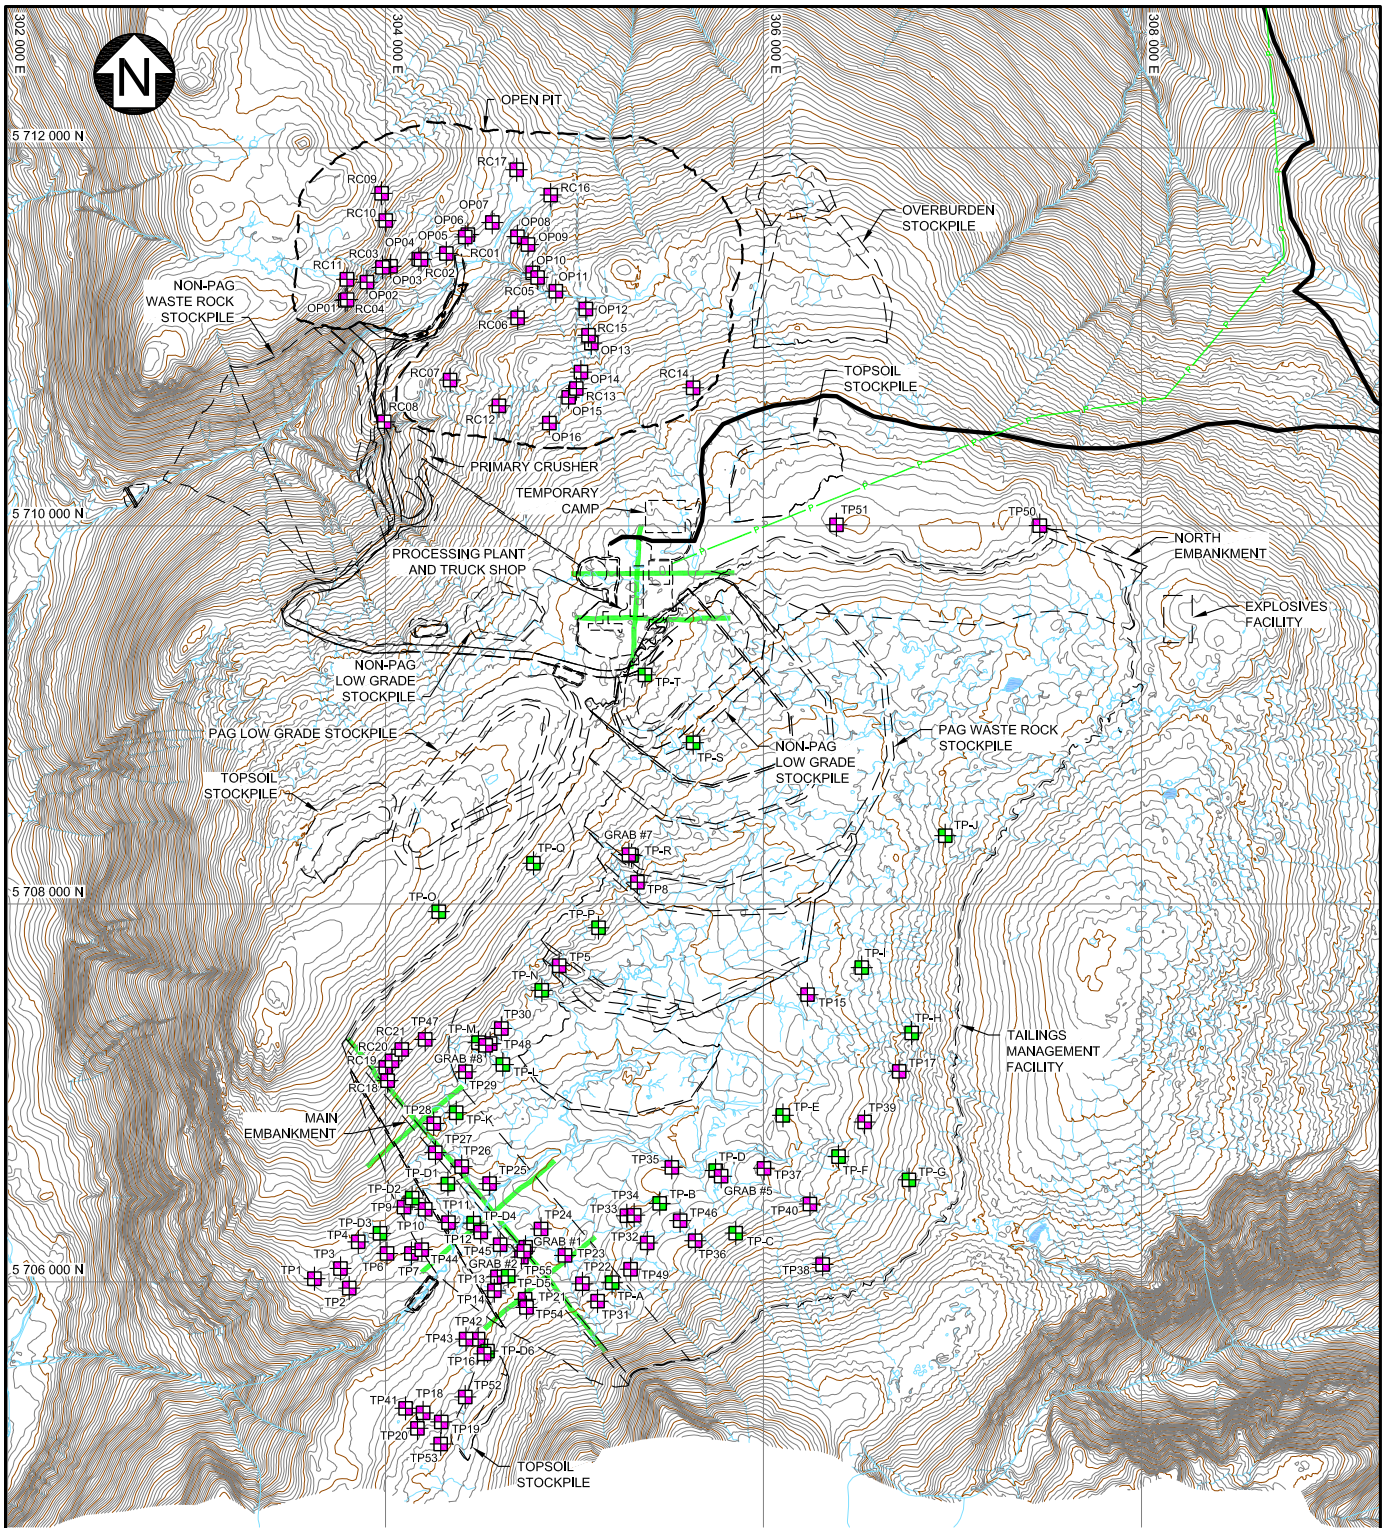 302 000 E
304 000 E
306 000 E
308 000 E
N
OPEN PIT
5 712 000 N
RC17
RC09
RC16
RC10
OP07
OP06
OP08
OP05
OP09
OP04
RC01
RC03
RC02
OP10
RC11
OP03
OP11
RC05
OP02
OP01
RC04
OP12
RC06
RC15
OP13
OVERBURDEN
STOCKPILE
NON-PAG
WASTE ROCK
STOCKPILE
OP14
RC07
RC14
RC13
OP15
RC12
RC08
OP16
TOPSOIL
STOCKPILE
PRIMARY CRUSHER
TEMPORARY
CAMP
5 710 000 N
P
P
P
P
P
P
TP51
TP50
NORTH
EMBANKMENT
PROCESSING PLANT
AND TRUCK SHOP
EXPLOSIVES
FACILITY
NON-PAG
LOW GRADE
STOCKPILE
TP-T
PAG LOW GRADE STOCKPILE
TP-S
NON-PAG
LOW GRADE
STOCKPILE
PAG WASTE ROCK
STOCKPILE
TOPSOIL
STOCKPILE
TP-J
GRAB #7
TP-Q
TP-R
TP8
5 708 000 N
TP-O
TP-P
TP5
TP-I
TP-N
TP15
TP30
TP-H
TP47
TP-M
RC21
TP48
RC20
GRAB #8
TP-L
RC19
TP29
TP17
RC18
TAILINGS
MANAGEMENT
FACILITY
MAIN
EMBANKMENT
TP28
TP-K
TP-E
TP39
TP27
TP26
TP35
TP-D
TP37
TP-F
TP-D1
TP25
GRAB #5
TP-G
TP-D2
TP34
TP-B
TP9
TP11
TP-D4
TP33
TP46
TP40
TP-D3
TP10
TP24
TP4
TP12
GRAB #1
TP32
TP36
TP-C
TP3
TP45
TP23
TP6
TP7
TP44
GRAB #2
TP55
TP38
5 706 000 N
TP1
TP13
TP-D5
TP22
TP49
TP2
TP14
TP21
TP-A
TP54
TP31
TP42
TP43
TP16
TP-D6
TP52
TP41
TP18
TP19
TP20
TP53
TOPSOIL
STOCKPILE